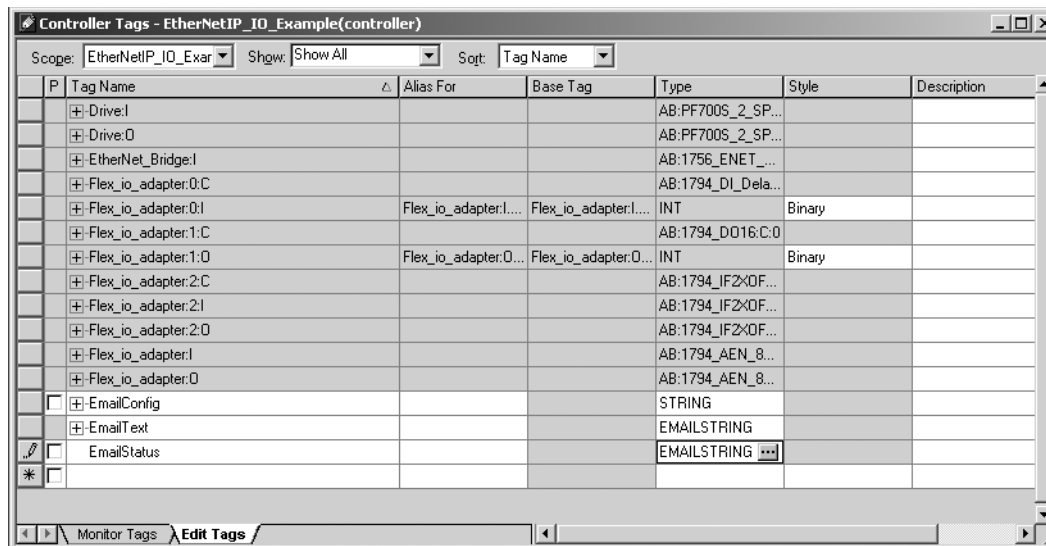 Controller Tags - EtherNetIP_IO_Example(controller)
Scope: EtherNetIP_IO_Exar Show: Show All Sort: Tag Name
P Tag Name Alias For Base Tag Type Style Description
Drive:I AB:PF700S_2_SP...
Drive:O AB:PF700S_2_SP...
EtherNet_Bridge:I AB:1756_ENET_...
Flex_io_adapter:0:C AB:1794_DI_Dela...
Flex_io_adapter:0:I Flex_io_adapter:I.... Flex_io_adapter:I.... INT Binary
Flex_io_adapter:1:C AB:1794_DO16:C:0
Flex_io_adapter:1:O Flex_io_adapter:O... Flex_io_adapter:O... INT Binary
Flex_io_adapter:2:C AB:1794_IF2XOF...
Flex_io_adapter:2:I AB:1794_IF2XOF...
Flex_io_adapter:2:O AB:1794_IF2XOF...
Flex_io_adapter:I AB:1794_AEN_8...
Flex_io_adapter:O AB:1794_AEN_8...
EmailConfig STRING
EmailText EMAILSTRING
EmailStatus EMAILSTRING ...
Monitor Tags Edit Tags